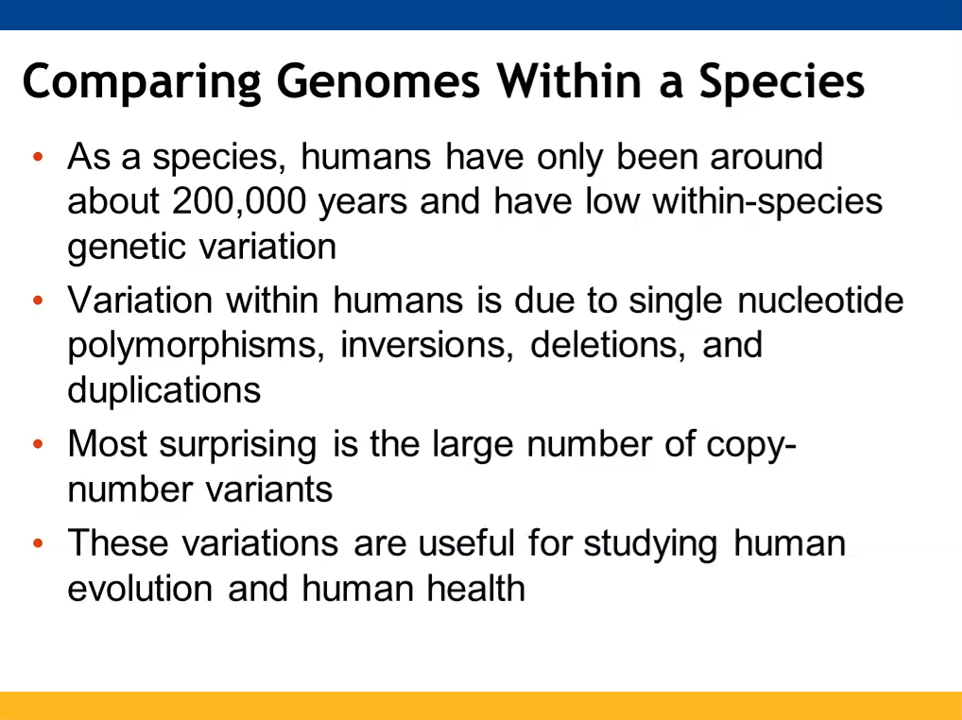 Comparing Genomes Within a Species
• As a species, humans have only been around
about 200,000 years and have low within-species
genetic variation
• Variation within humans is due to single nucleotide
polymorphisms, inversions, deletions, and
duplications
• Most surprising is the large number of copy-
number variants
• These variations are useful for studying human
evolution and human health